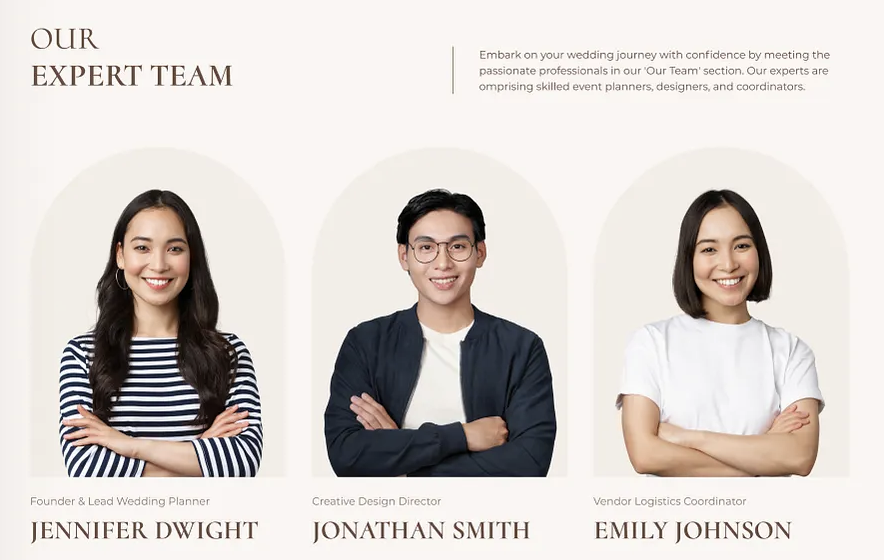 OUR
EXPERT TEAM
Embark on your wedding journey with confidence by meeting the
passionate professionals in our 'Our Team' section. Our experts are
omprising skilled event planners, designers, and coordinators.
Founder & Lead Wedding Planner
JENNIFER DWIGHT
Creative Design Director
JONATHAN SMITH
Vendor Logistics Coordinator
EMILY JOHNSON